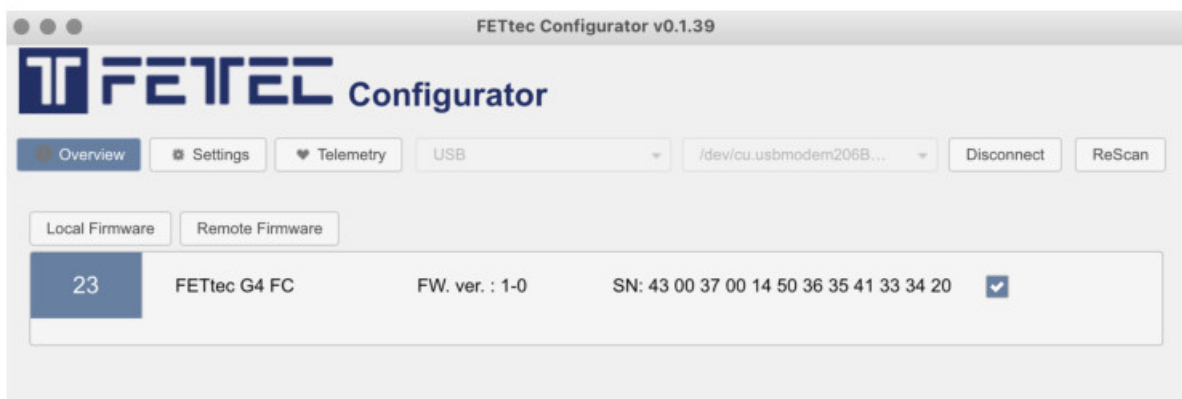 FETtec Configurator v0.1.39
FETTEC Configurator
Overview Settings Telemetry USB /dev/cu.usbmodem206B... Disconnect ReScan
Local Firmware Remote Firmware
23 FETtec G4 FC FW. ver. : 1-0 SN: 43 00 37 00 14 50 36 35 41 33 34 20